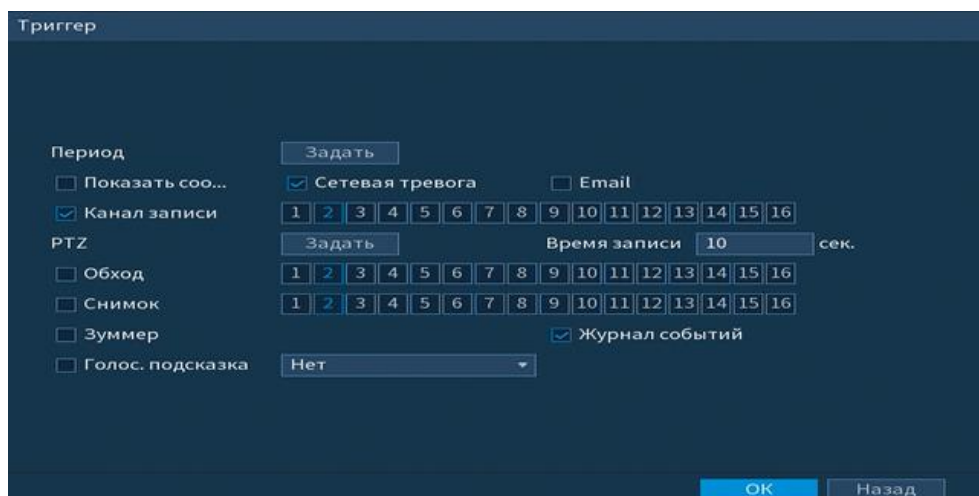 Триггер
Период Задать
Показать соо... Сетевая тревога Email
Канал записи 1 2 3 4 5 6 7 8 9 10 11 12 13 14 15 16
PTZ Задать Время записи 10 сек.
Обход 1 2 3 4 5 6 7 8 9 10 11 12 13 14 15 16
Снимок 1 2 3 4 5 6 7 8 9 10 11 12 13 14 15 16
Зуммер Журнал событий
Голос. подсказка Нет
OK Назад